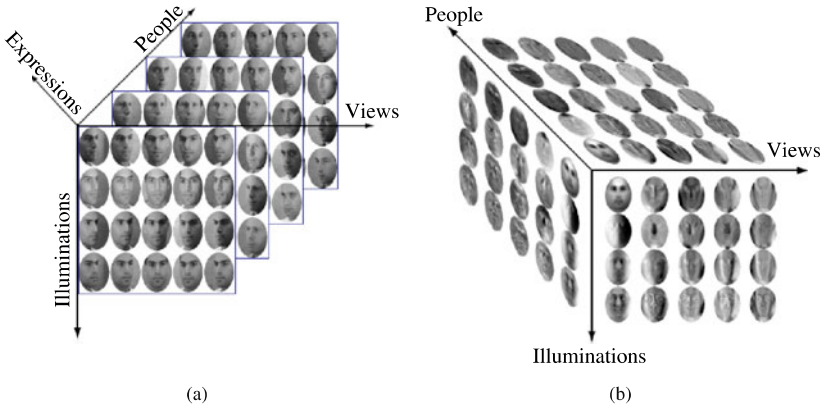 People
Expressions
Views
Illuminations
(a)
People
Views
Illuminations
(b)